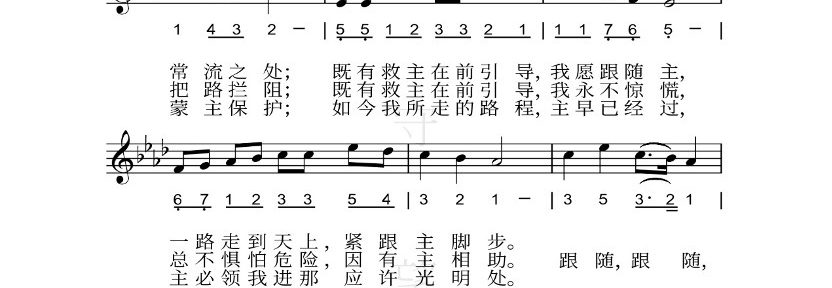 1 4 3 2 – | 5 5 1 2 3 3 2 1 | 1 1 7 6 5 – |
常流之处； 既有救主在前引导，我愿跟随主，
把路拦阻； 既有救主在前引导，我永不惊慌，
蒙主保护； 如今我所走的路程，主早已经过，
6 7 1 2 3 3 5 4 | 3 2 1 – | 3 5 3· 2 1 |
一路走到天上，紧跟主脚步。
总不惧怕危险，因有主相助。 跟随，跟随，
主必领我进那应许光明处。